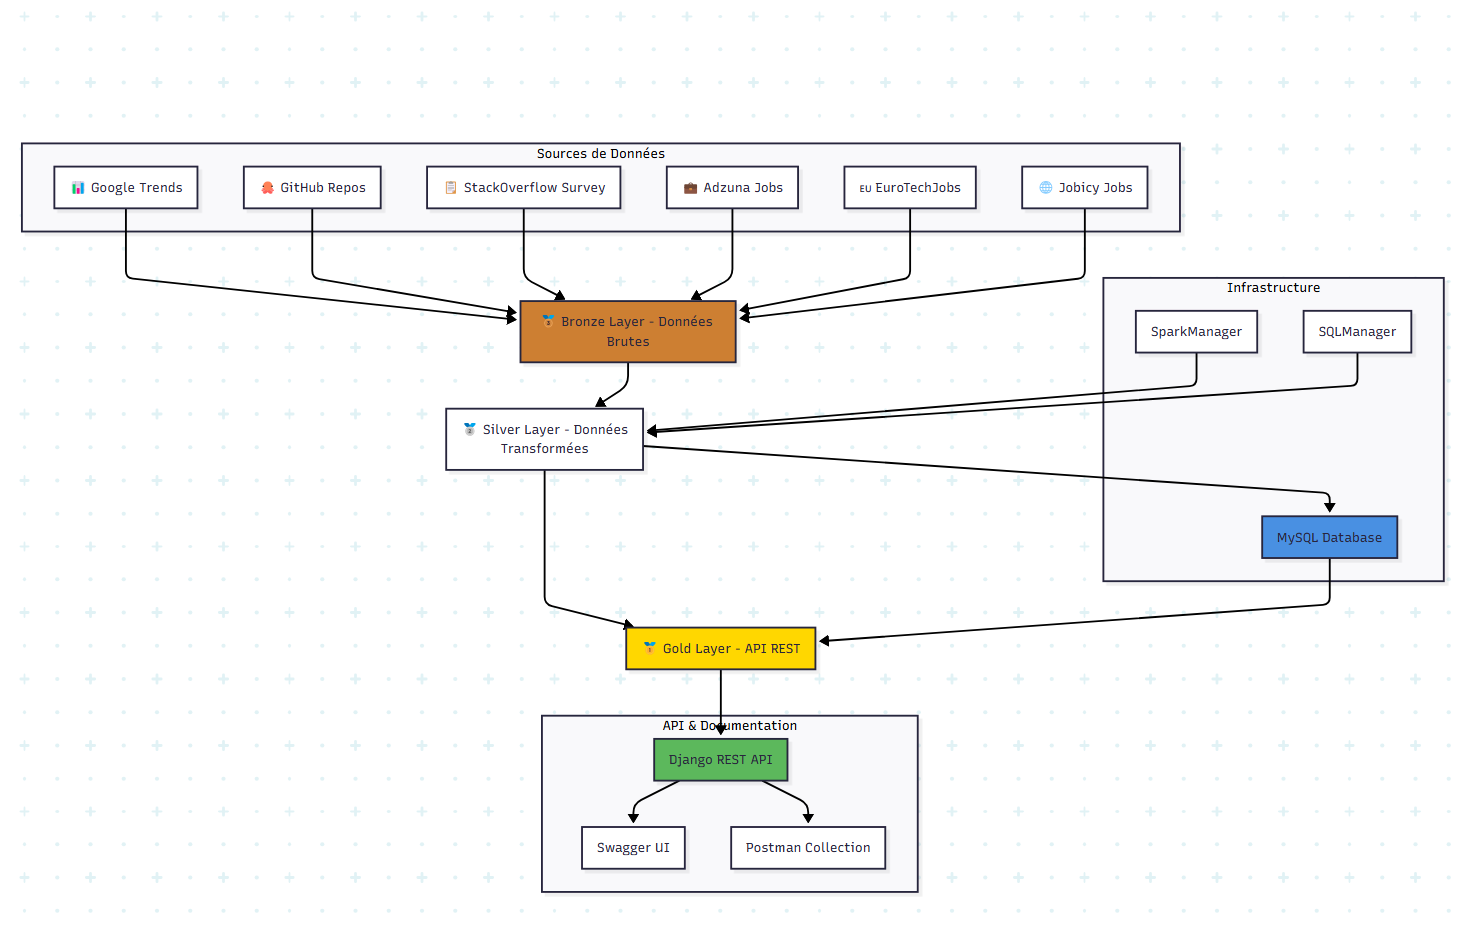 Sources de Données
📊 Google Trends
🐙 GitHub Repos
📋 StackOverflow Survey
💼 Adzuna Jobs
EU EuroTechJobs
🌐 Jobicy Jobs
Infrastructure
SparkManager
SQLManager
🥉 Bronze Layer - Données
Brutes
🥈 Silver Layer - Données
Transformées
MySQL Database
🥇 Gold Layer - API REST
API & Documentation
Django REST API
Swagger UI
Postman Collection